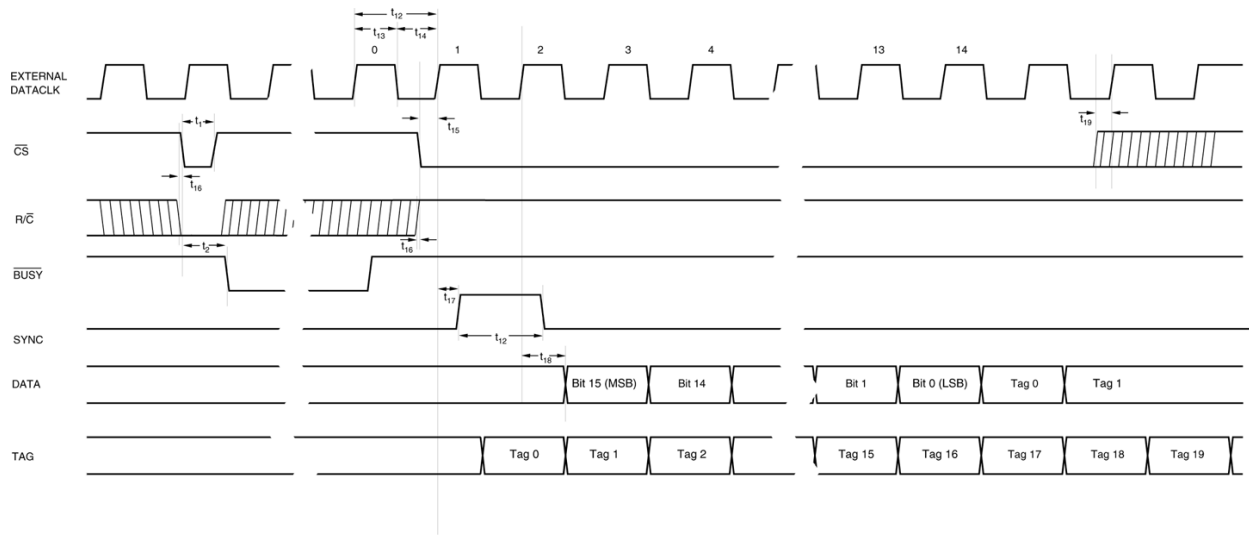 t12
t13 t14
0 1 2 3 4 13 14
EXTERNAL
DATACLK
t1 t15 t19
CS
t16
R/C
t2 t16
BUSY
t17
SYNC
t12
t18
DATA Bit 15 (MSB) Bit 14 Bit 1 Bit 0 (LSB) Tag 0 Tag 1
TAG Tag 0 Tag 1 Tag 2 Tag 15 Tag 16 Tag 17 Tag 18 Tag 19